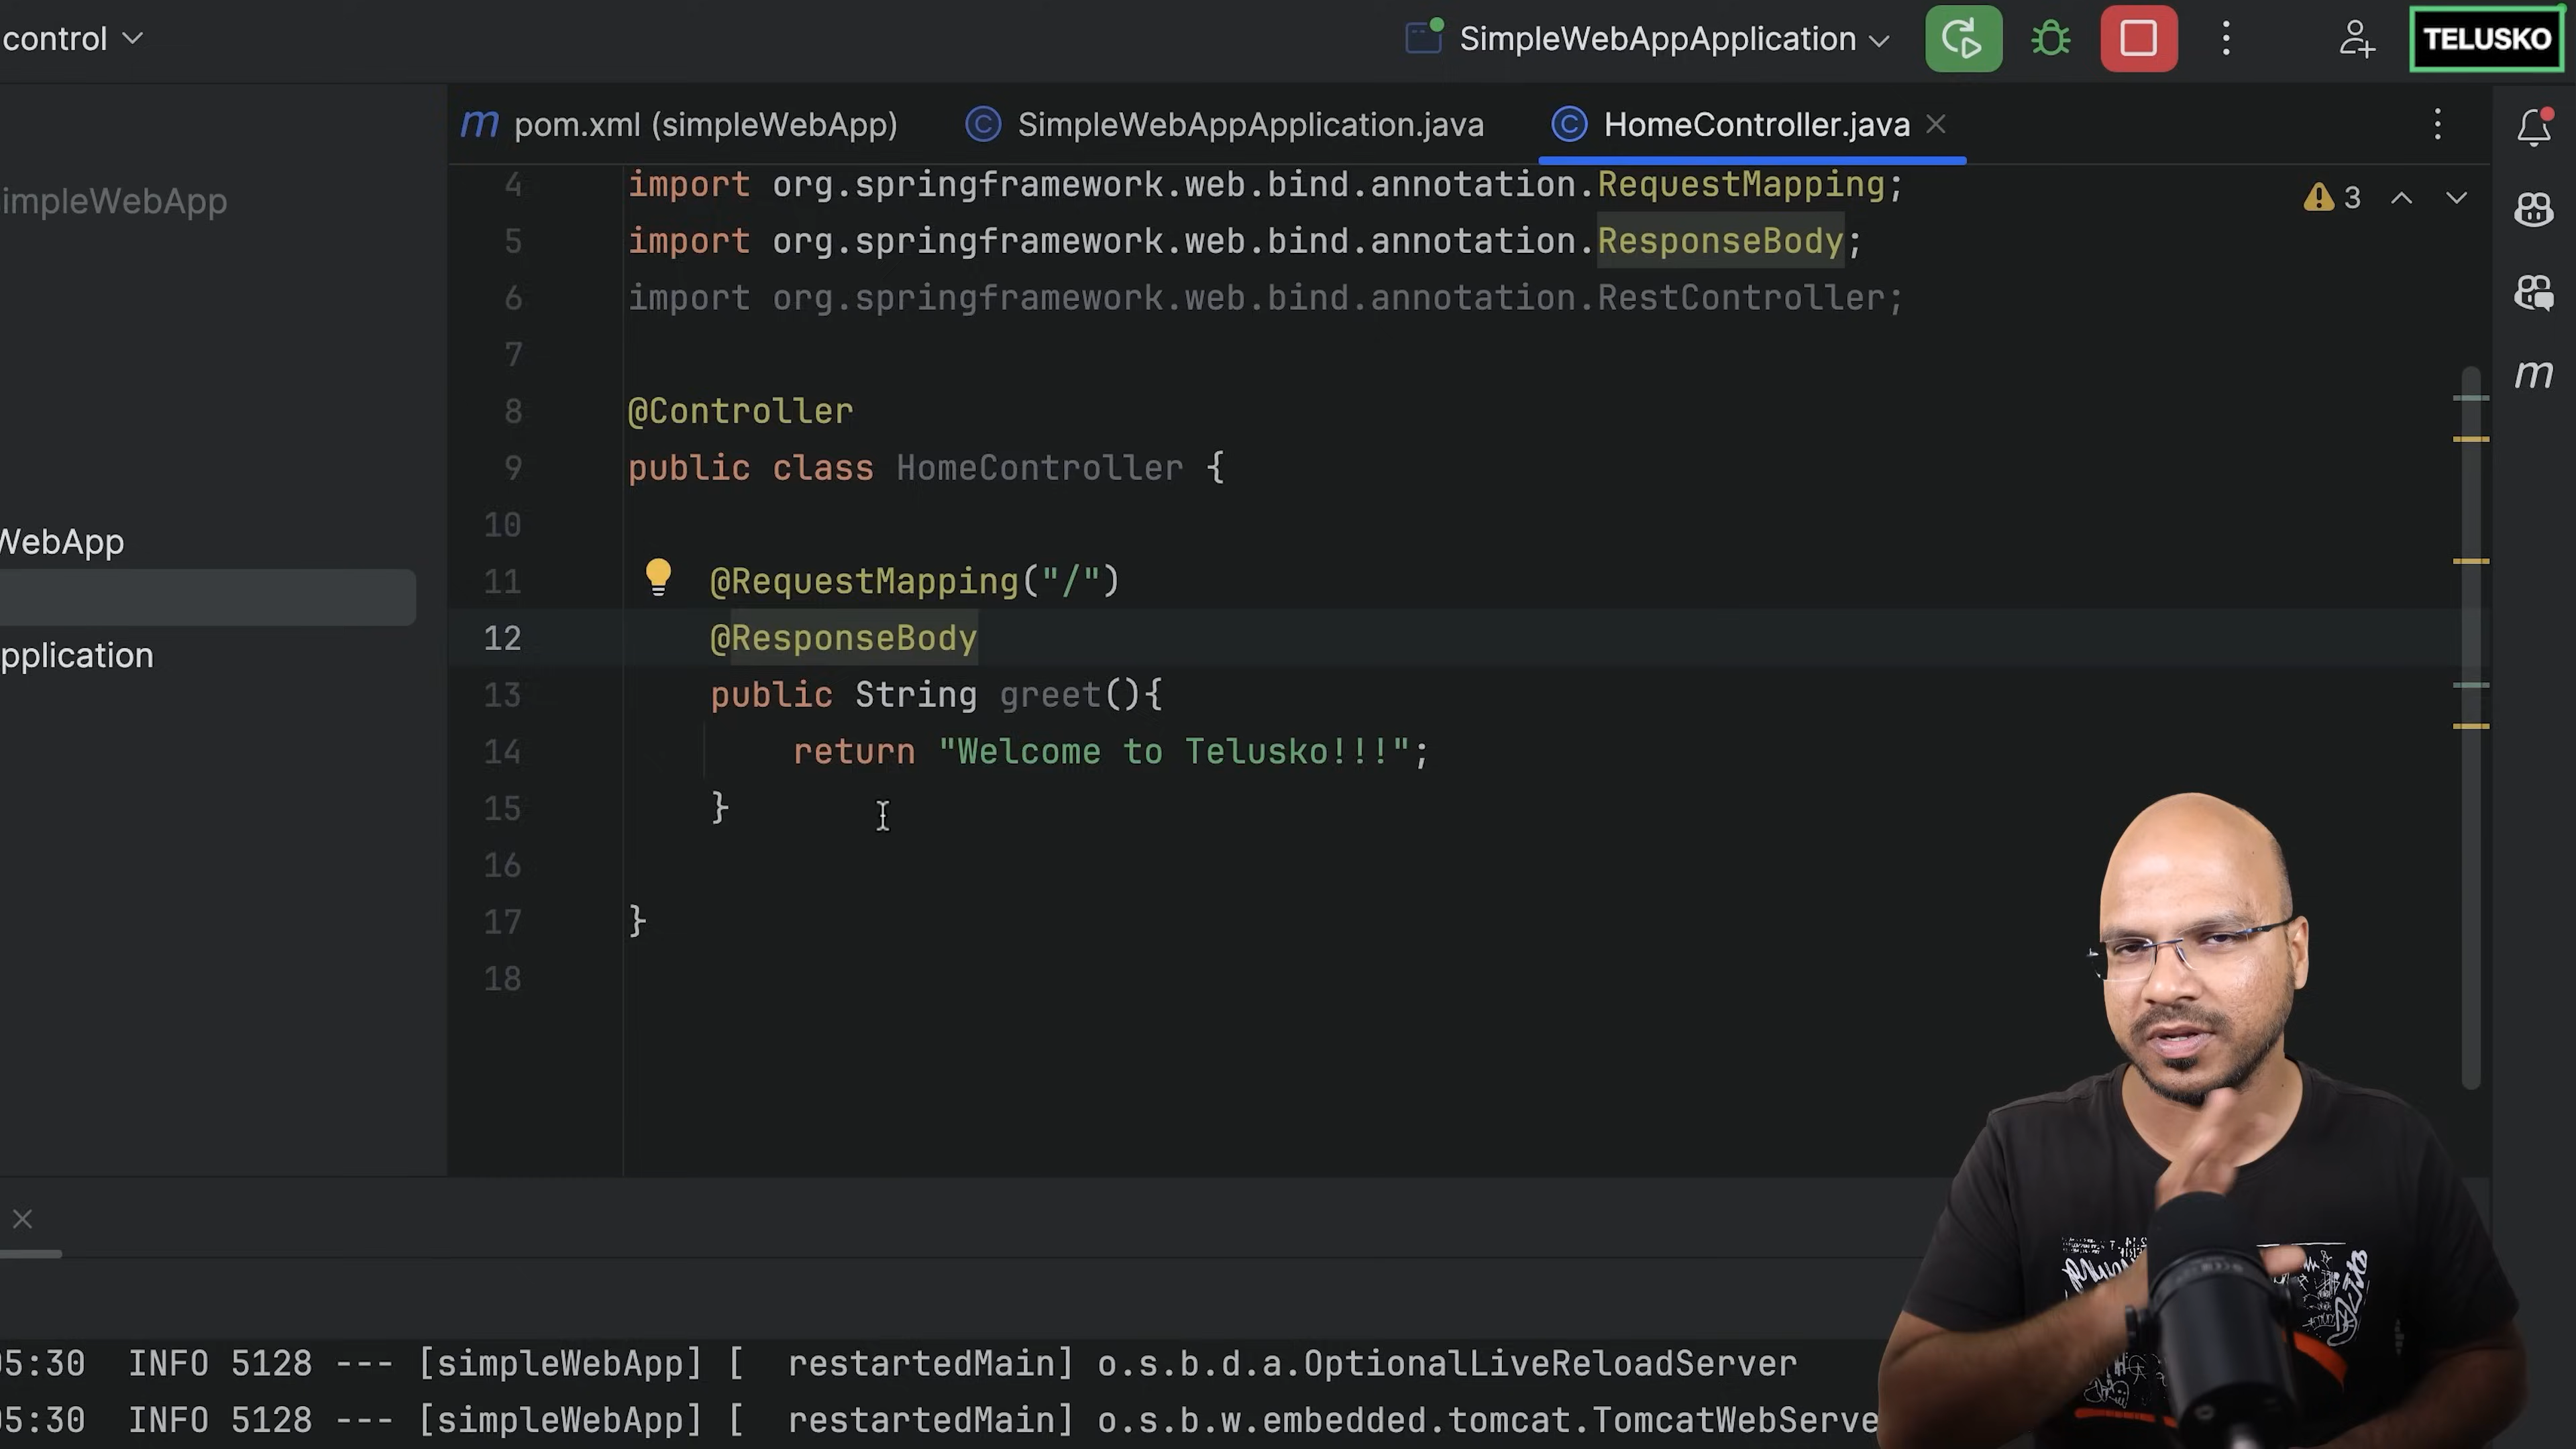 control
SimpleWebAppApplication
TELUSKO
pom.xml (simpleWebApp)
SimpleWebAppApplication.java
HomeController.java
impleWebApp
WebApp
pplication
3
4 import org.springframework.web.bind.annotation.RequestMapping;
5 import org.springframework.web.bind.annotation.ResponseBody;
6 import org.springframework.web.bind.annotation.RestController;
7
8 @Controller
9 public class HomeController {
10
11 @RequestMapping("/")
12 @ResponseBody
13 public String greet(){
14 return "Welcome to Telusko!!!";
15 }
16
17 }
18
05:30 INFO 5128 --- [simpleWebApp] [ restartedMain] o.s.b.d.a.OptionalLiveReloadServer
05:30 INFO 5128 --- [simpleWebApp] [ restartedMain] o.s.b.w.embedded.tomcat.TomcatWebServe